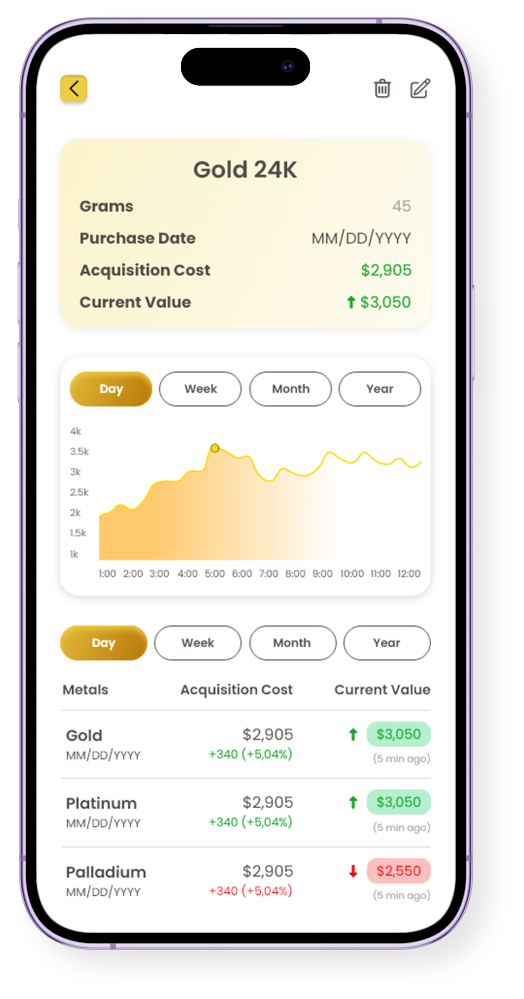 Gold 24K
Grams 45
Purchase Date MM/DD/YYYY
Acquisition Cost $2,905
Current Value ↑ $3,050
Day Week Month Year
4k
3.5k
3k
2.5k
2k
1.5k
1k
1:00 2:00 3:00 4:00 5:00 6:00 7:00 8:00 9:00 10:00 11:00 12:00
Day Week Month Year
Metals Acquisition Cost Current Value
Gold $2,905 ↑ $3,050
MM/DD/YYYY +340 (+5,04%) (5 min ago)
Platinum $2,905 ↑ $3,050
MM/DD/YYYY +340 (+5,04%) (5 min ago)
Palladium $2,905 ↓ $2,550
MM/DD/YYYY +340 (+5,04%) (5 min ago)